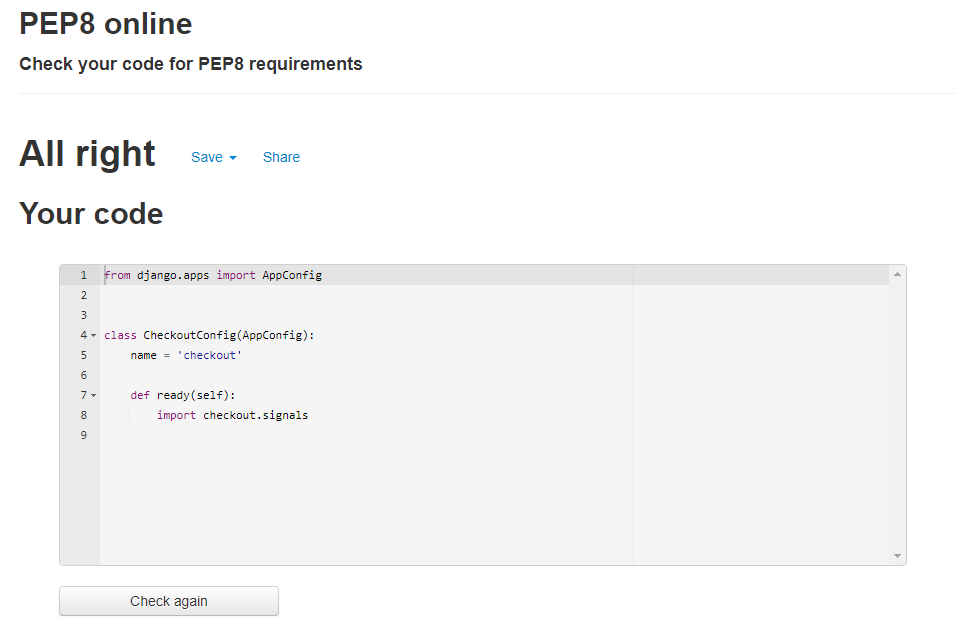 PEP8 online
Check your code for PEP8 requirements
All right Save Share
Your code
1 from django.apps import AppConfig
2
3
4 class CheckoutConfig(AppConfig):
5     name = 'checkout'
6
7     def ready(self):
8         import checkout.signals
9
Check again